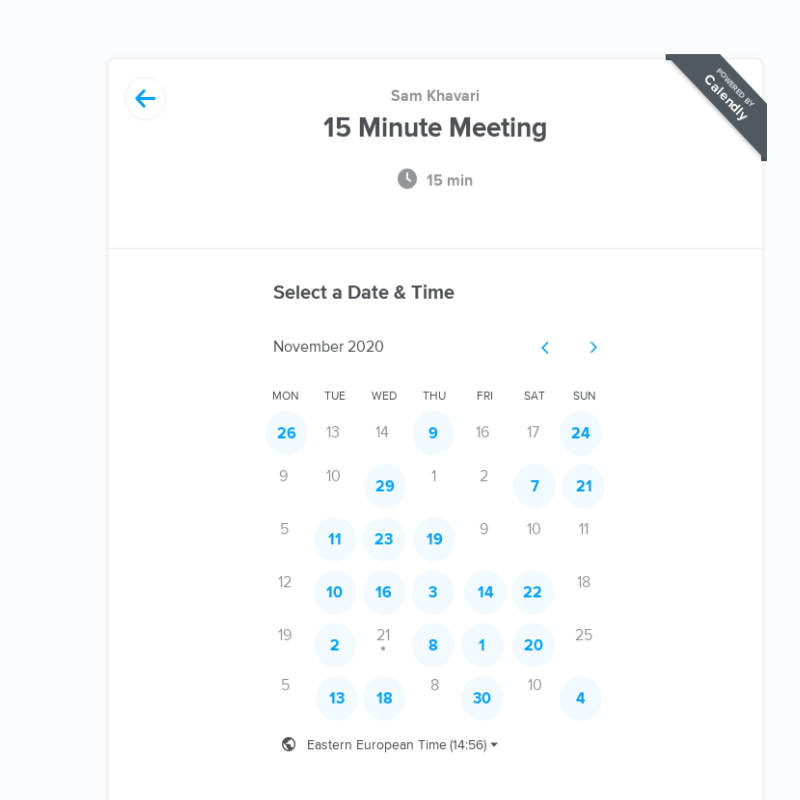 POWERED BY
Calendly
Sam Khavari
15 Minute Meeting
15 min
Select a Date & Time
November 2020
MON TUE WED THU FRI SAT SUN
26 13 14 9 16 17 24
9 10 29 1 2 7 21
5 11 23 19 9 10 11
12 10 16 3 14 22 18
19 2 21 8 1 20 25
5 13 18 8 30 10 4
Eastern European Time (14:56)